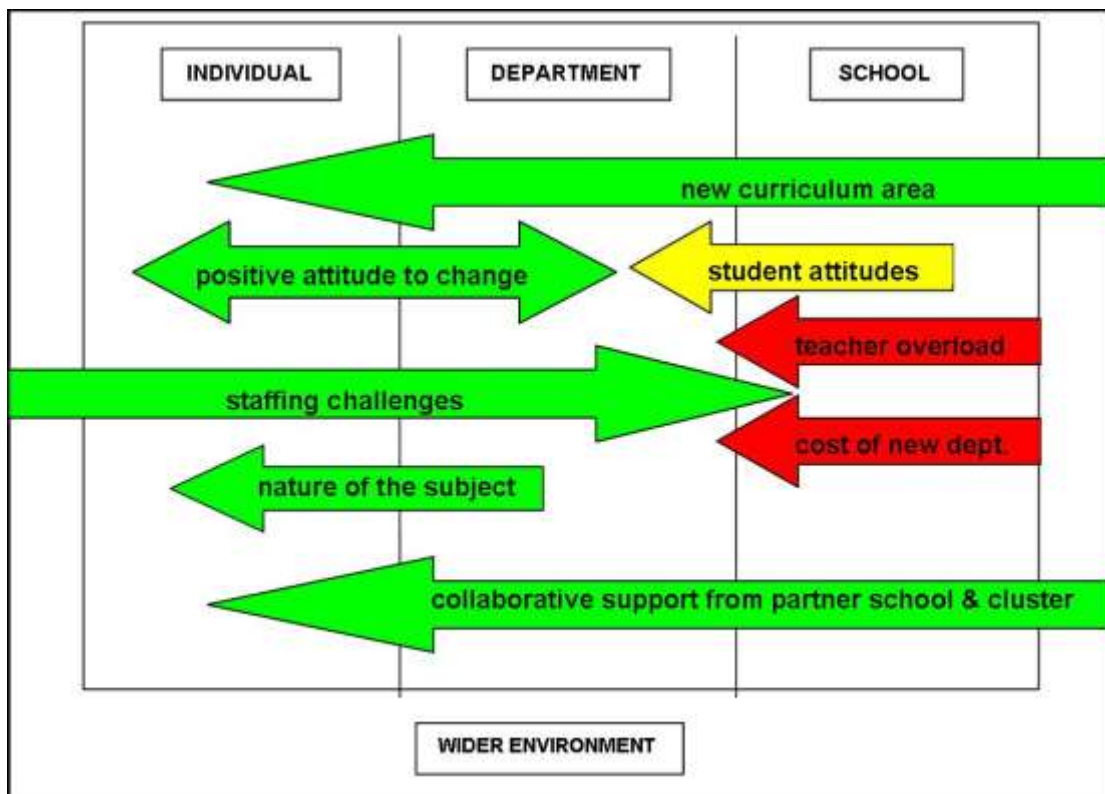 INDIVIDUAL
DEPARTMENT
SCHOOL
new curriculum area
positive attitude to change
student attitudes
teacher overload
staffing challenges
cost of new dept.
nature of the subject
collaborative support from partner school & cluster
WIDER ENVIRONMENT